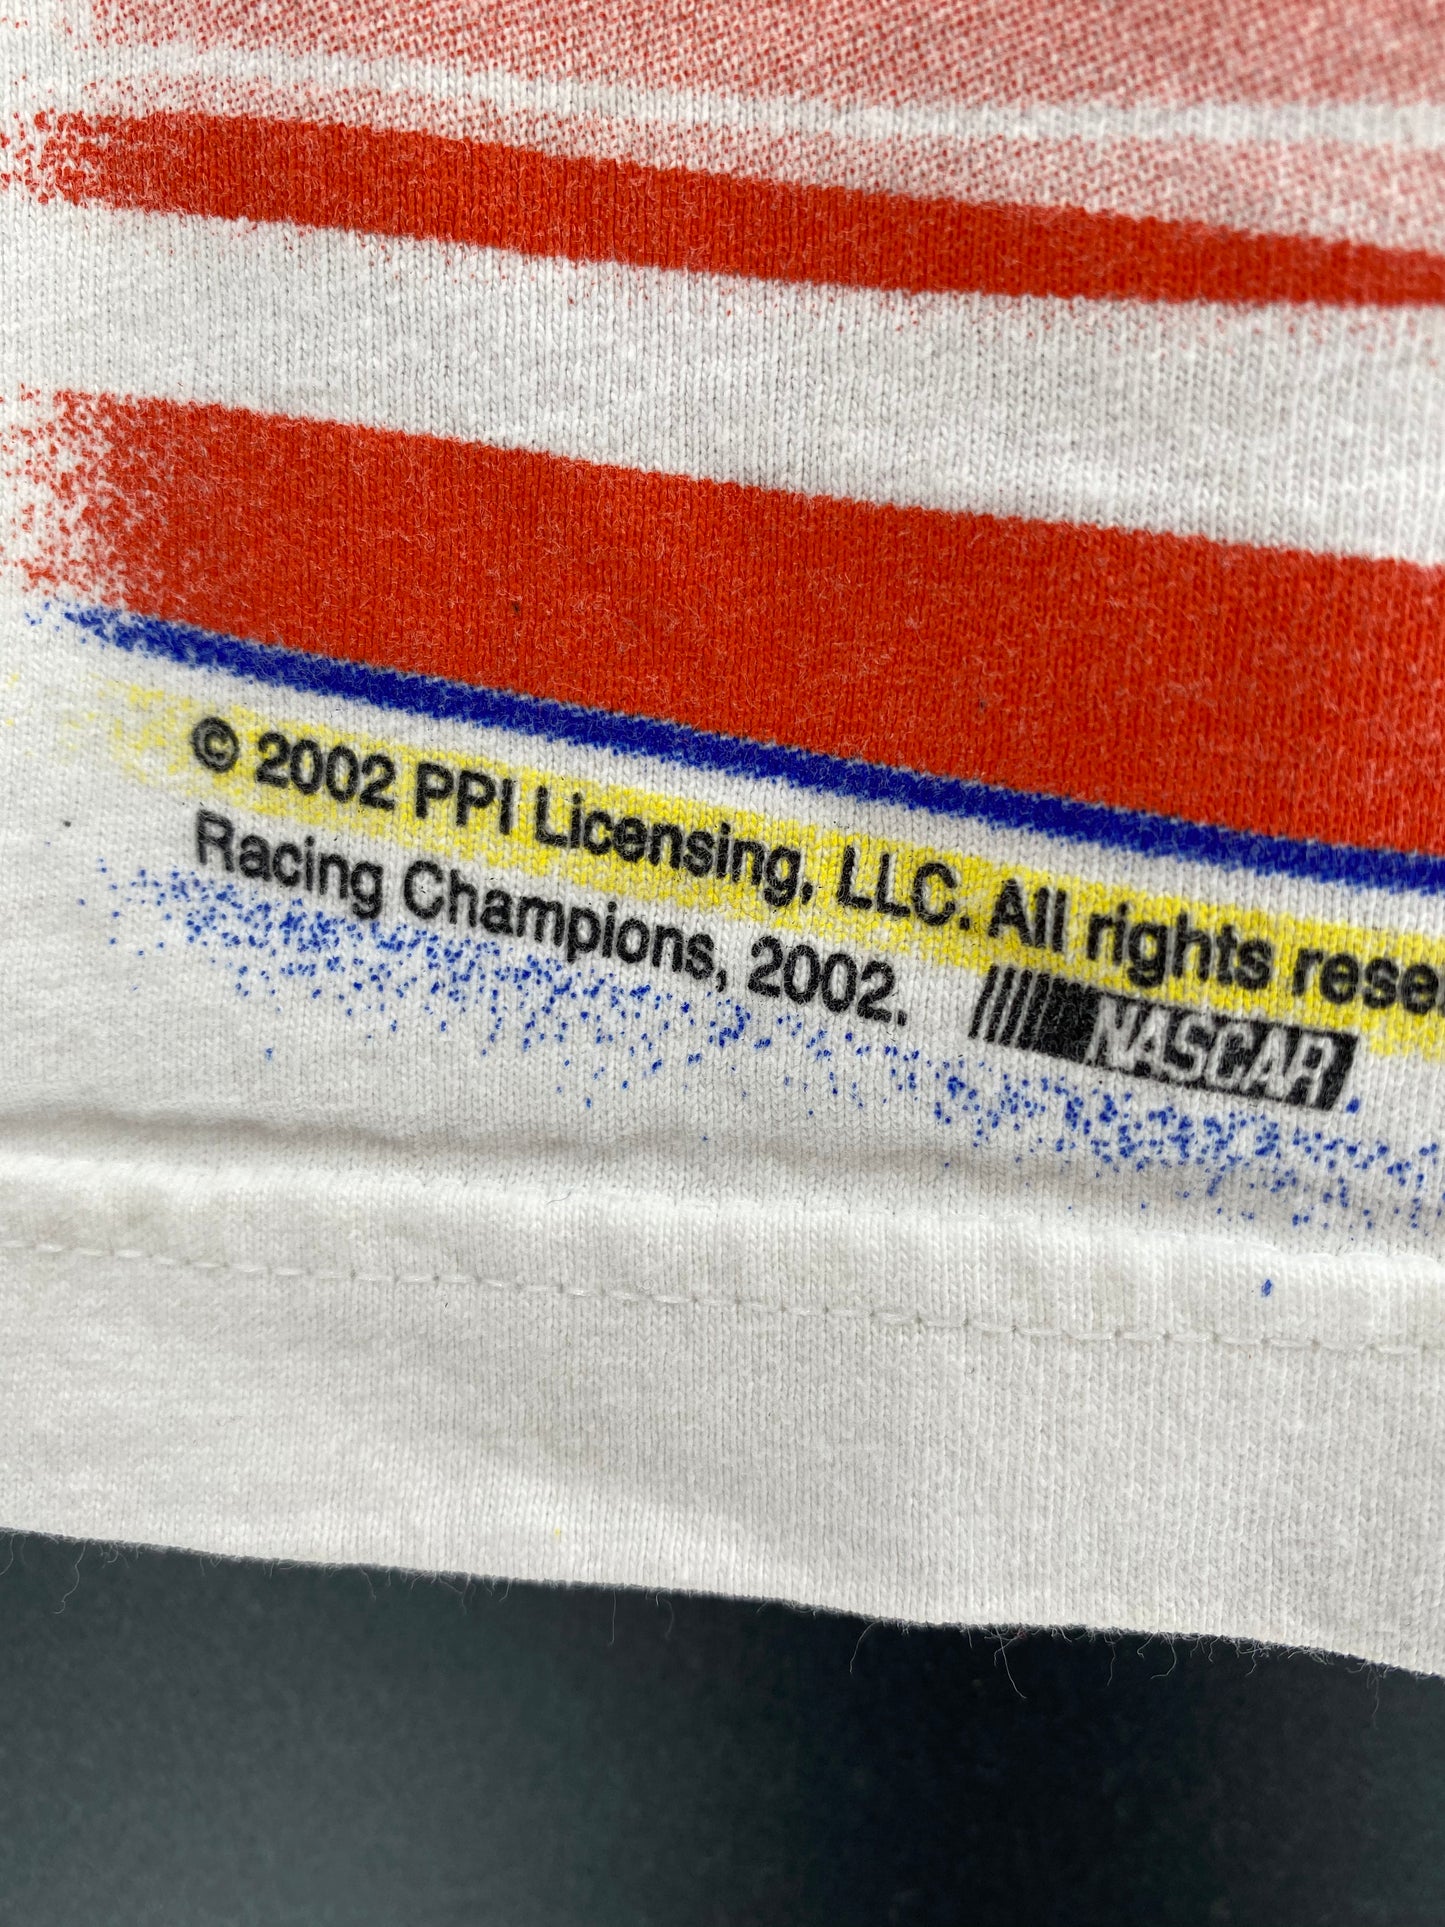 © 2002 PPI Licensing, LLC. All rights rese
Racing Champions, 2002.
NASCAR